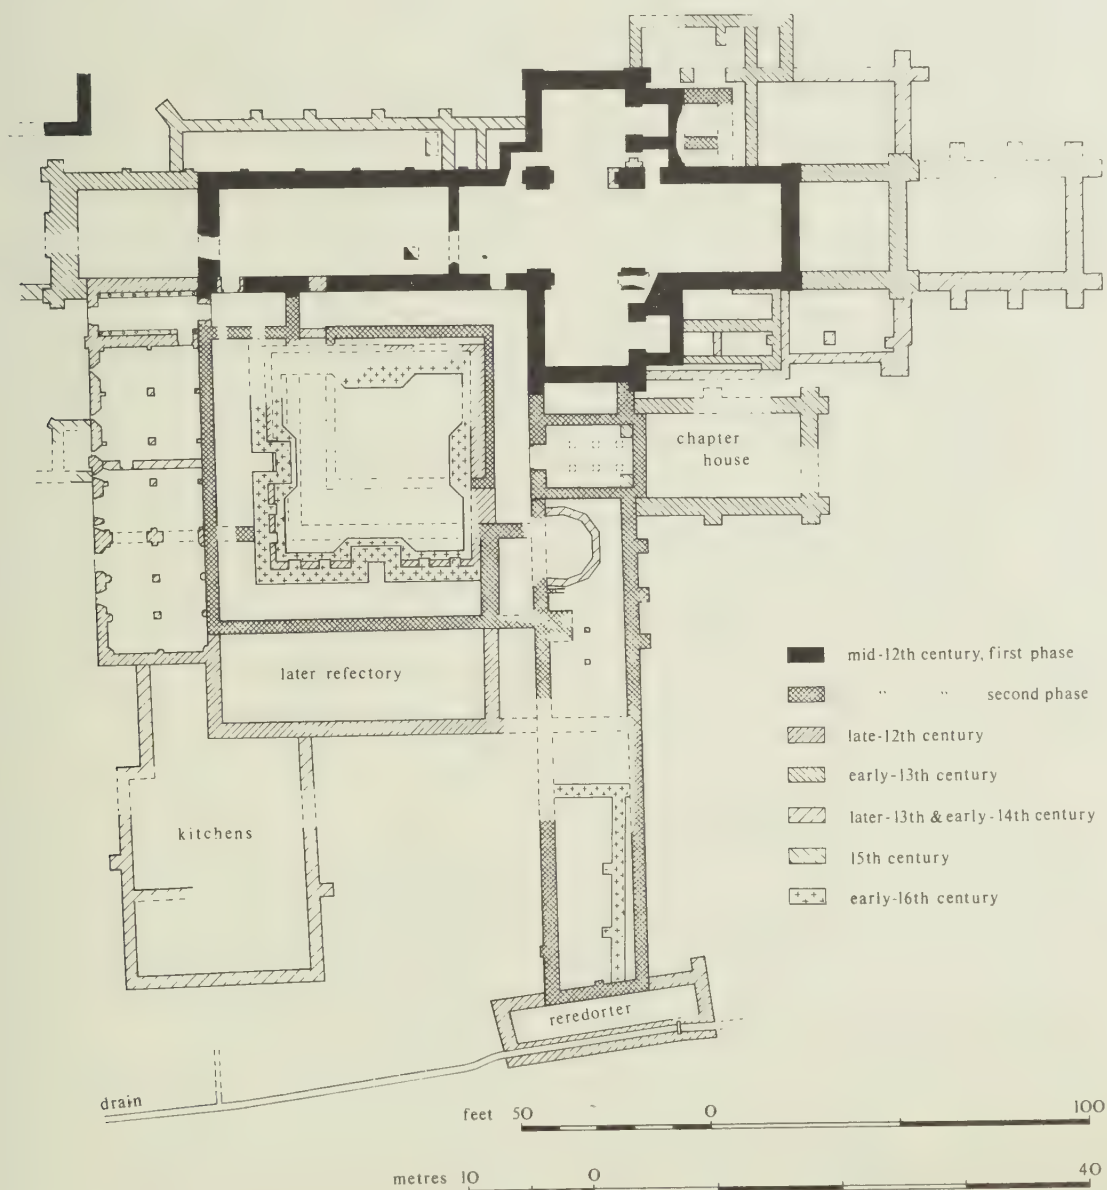 chapter
house
later refectory
mid-12th century, first phase
" " second phase
late-12th century
early-13th century
later-13th & early-14th century
15th century
early-16th century
kitchens
reredorter
drain
feet 50 0 100
metres 10 0 40